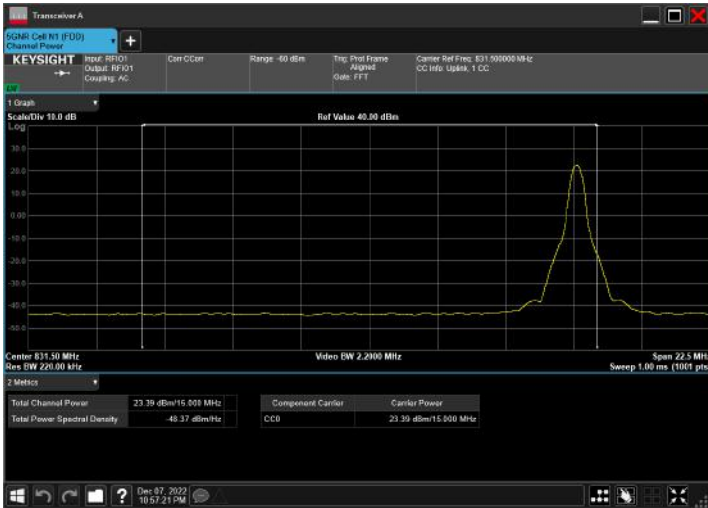 Transceiver A
5GNR Cell N1 (FDD)
Channel Power
KEYSIGHT
Input: RFIO1
Output: RFIO1
Coupling: AC
Corr CCorr
Range: -60 dBm
Trig: Prot Frame
Aligned
Gate: FFT
Carrier Ref Freq: 831.500000 MHz
CC Info: Uplink, 1 CC
1 Graph
Scale/Div 10.0 dB
Ref Value 40.00 dBm
Log
30.0
20.0
10.0
0.00
-10.0
-20.0
-30.0
-40.0
-50.0
Center 831.50 MHz
Video BW 2.2000 MHz
Span 22.5 MHz
Res BW 220.00 kHz
Sweep 1.00 ms (1001 pts
2 Metrics
Total Channel Power
23.39 dBm/15.000 MHz
Total Power Spectral Density
-48.37 dBm/Hz
Component Carrier
Carrier Power
CC0
23.39 dBm/15.000 MHz
?
Dec 07, 2022
10:57:21 PM